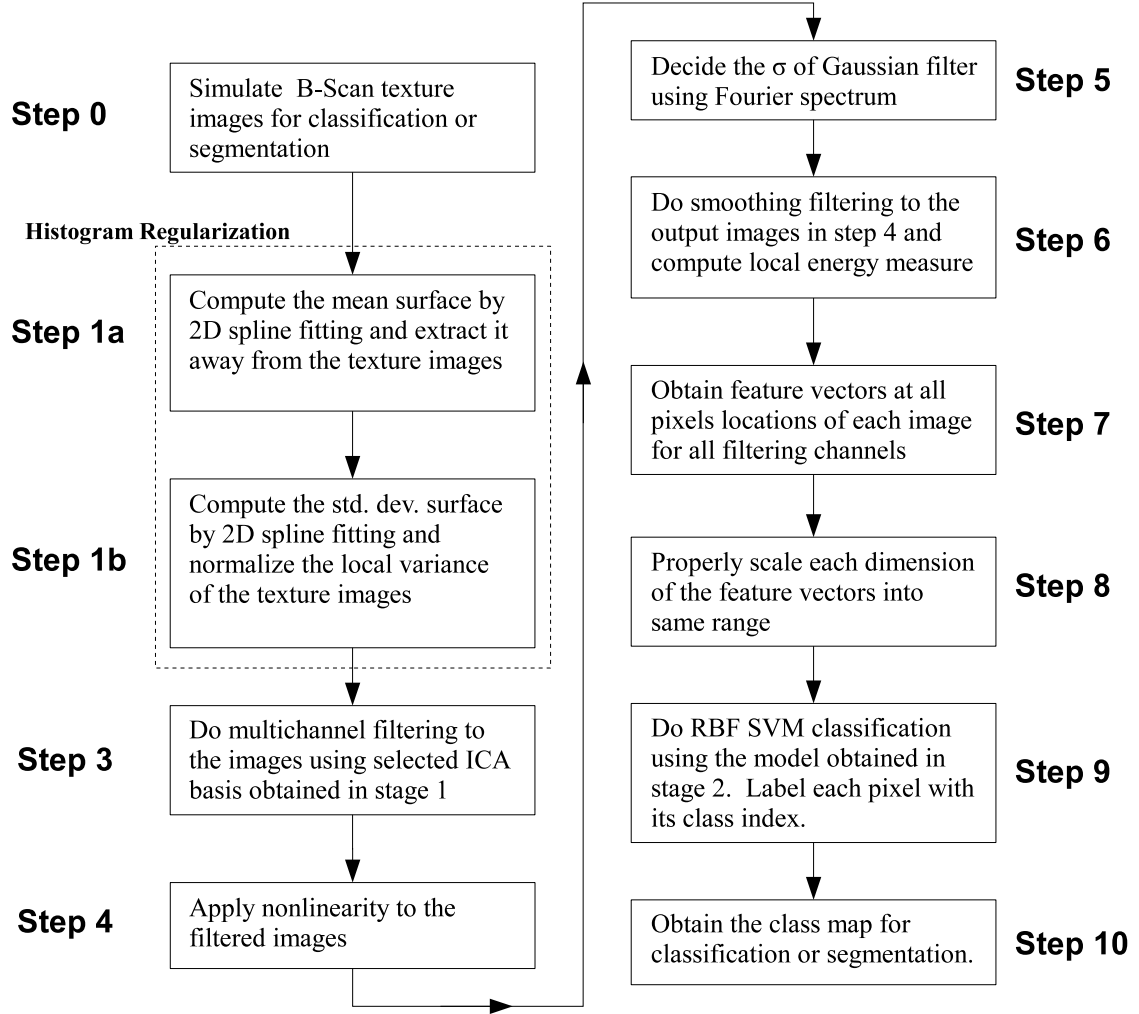 Step 0
Simulate B-Scan texture
images for classification or
segmentation
Histogram Regularization
Step 1a
Compute the mean surface by
2D spline fitting and extract it
away from the texture images
Step 1b
Compute the std. dev. surface
by 2D spline fitting and
normalize the local variance
of the texture images
Step 3
Do multichannel filtering to
the images using selected ICA
basis obtained in stage 1
Step 4
Apply nonlinearity to the
filtered images
Decide the σ of Gaussian filter
using Fourier spectrum
Step 5
Do smoothing filtering to the
output images in step 4 and
compute local energy measure
Step 6
Obtain feature vectors at all
pixels locations of each image
for all filtering channels
Step 7
Properly scale each dimension
of the feature vectors into
same range
Step 8
Do RBF SVM classification
using the model obtained in
stage 2. Label each pixel with
its class index.
Step 9
Obtain the class map for
classification or segmentation.
Step 10